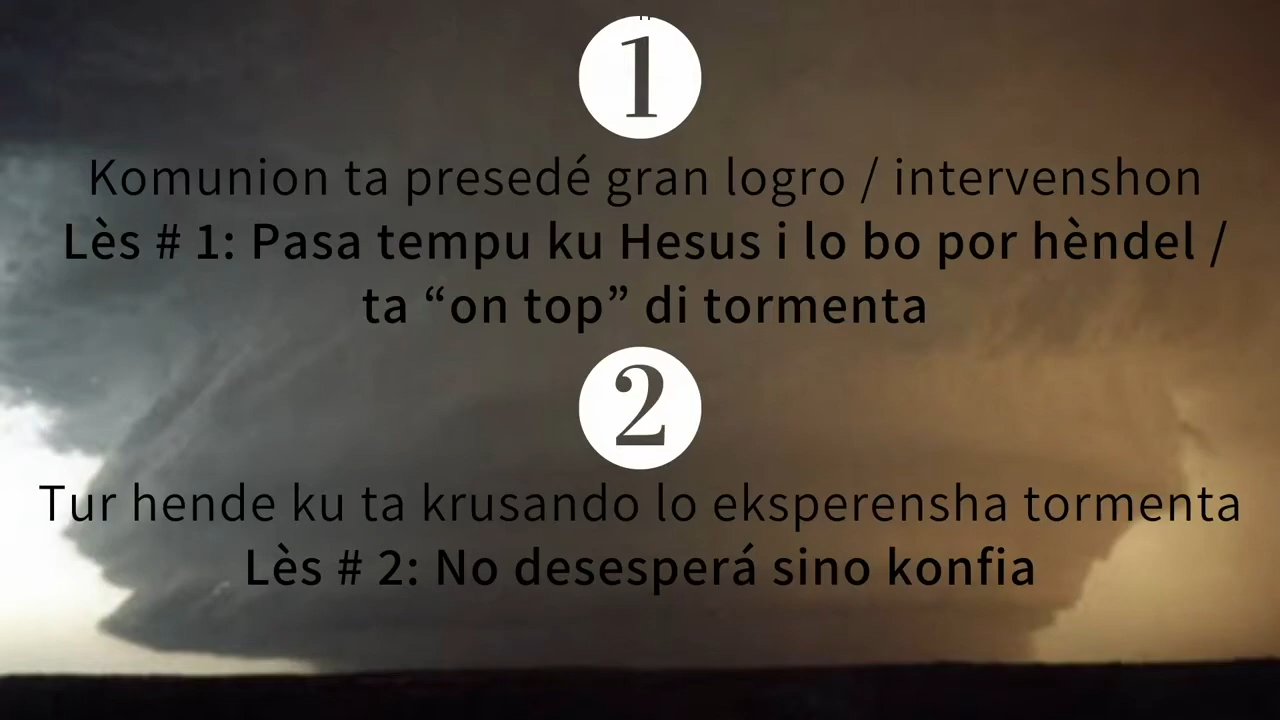 1
Komunion ta presedé gran logro / intervenshon
Lès # 1: Pasa tempu ku Hesus i lo bo por hèndel /
ta “on top” di tormenta
2
Tur hende ku ta krusando lo eksperensha tormenta
Lès # 2: No desesperá sino konfia